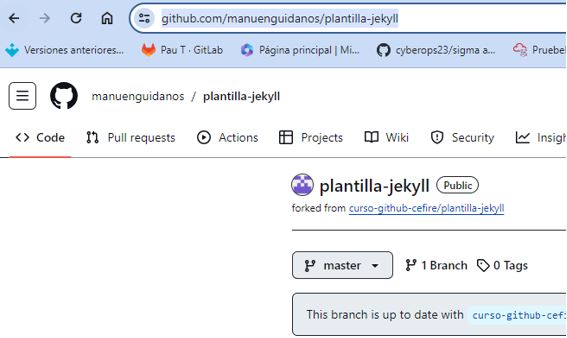 github.com/manuenguidanos/plantilla-jekyll
Versiones anteriores... Pau T · GitLab Página principal | Mi... cyberops23/sigma a... Pruebe
manuenguidanos / plantilla-jekyll
Code Pull requests Actions Projects Wiki Security Insigh
plantilla-jekyll Public
forked from curso-github-cefire/plantilla-jekyll
master 1 Branch 0 Tags
This branch is up to date with curso-github-cefi